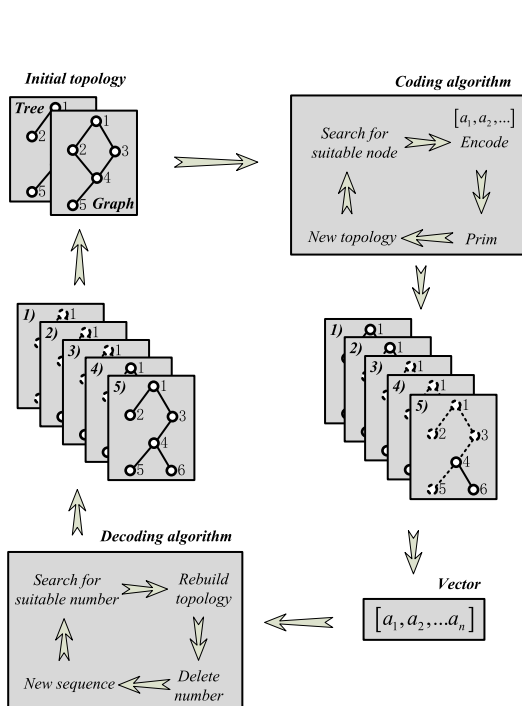 Initial topology
Coding algorithm
Tree
1
2
5
1
2
3
4
5
Graph
Search for
suitable node
[a₁,a₂,...]
Encode
New topology
Prim
1)
1
2)
1
3)
1
4)
1
5)
1
2
3
4
5
6
1)
1
2)
1
3)
1
4)
1
5)
1
2
3
4
5
6
Decoding algorithm
Search for
suitable number
Rebuild
topology
New sequence
Delete
number
Vector
[a₁,a₂,...aₙ]